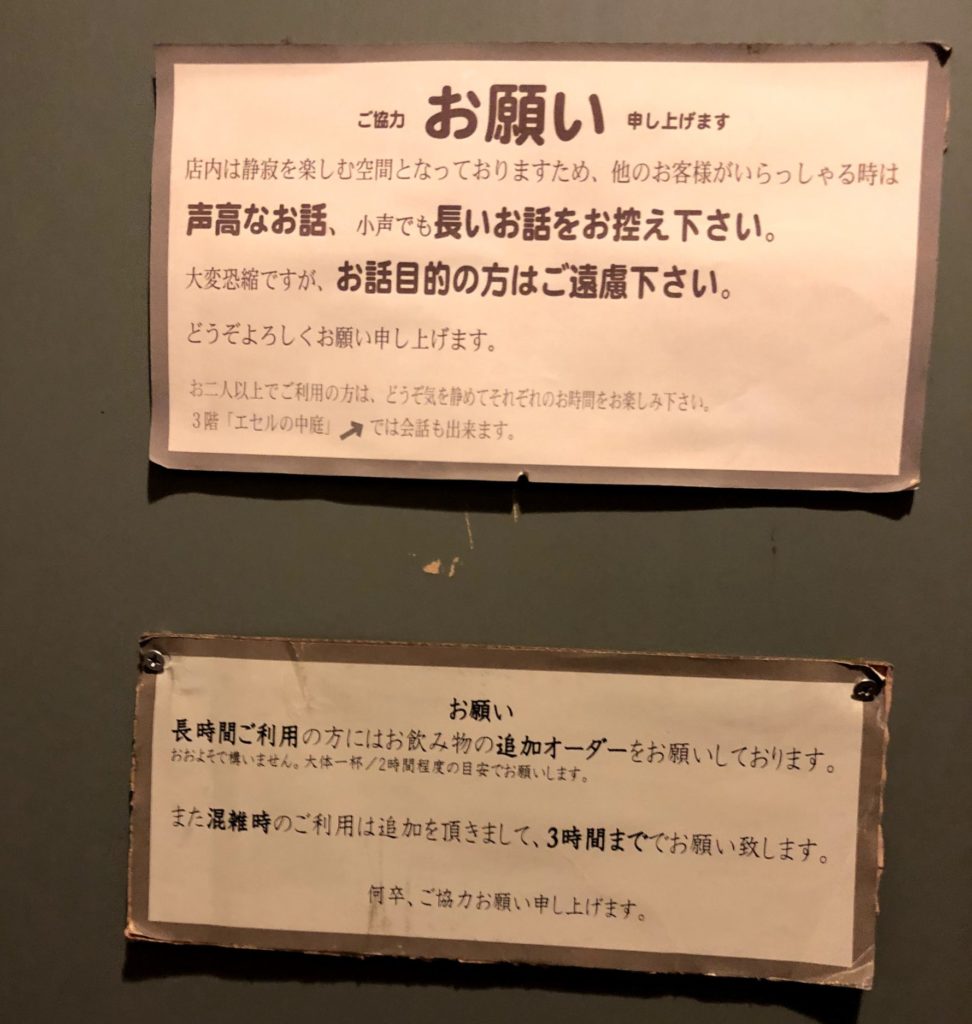 ご協力 お願い 申し上げます
店内は静寂を楽しむ空間となっておりますため、他のお客様がいらっしゃる時は
声高なお話、小声でも長いお話をお控え下さい。
大変恐縮ですが、お話目的の方はご遠慮下さい。
どうぞよろしくお願い申し上げます。
お二人以上でご利用の方は、どうぞ気を静めてそれぞれのお時間をお楽しみ下さい。
3階「エセルの中庭」↗では会話も出来ます。
お願い
長時間ご利用の方にはお飲み物の追加オーダーをお願いしております。
おおよそで構いません。大体一杯/2時間程度の目安でお願いします。
また混雑時のご利用は追加を頂きまして、3時間まででお願い致します。
何卒、ご協力お願い申し上げます。